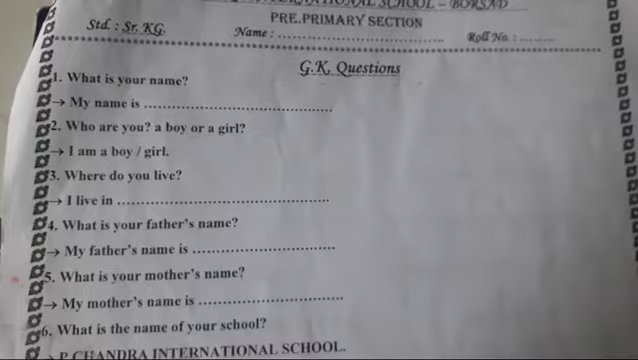 INTERNATIONAL SCHOOL – BORSAD
PRE.PRIMARY SECTION
Std. : Sr. KG.
Name : ........................................ Roll No. : ........
G.K. Questions
1. What is your name?
→ My name is ........................................
2. Who are you? a boy or a girl?
→ I am a boy / girl.
3. Where do you live?
→ I live in ........................................
4. What is your father's name?
→ My father's name is ..............................
5. What is your mother's name?
→ My mother's name is ..............................
6. What is the name of your school?
P. CHANDRA INTERNATIONAL SCHOOL.